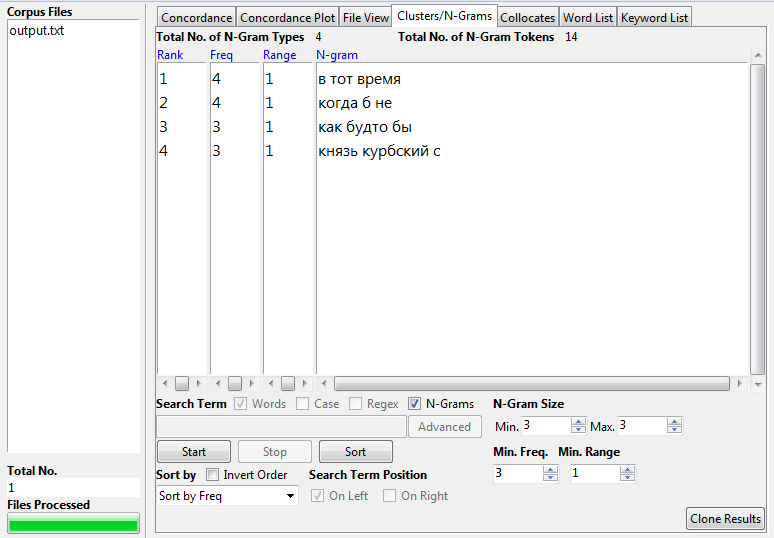 Corpus Files
output.txt
Total No.
1
Files Processed
Concordance Concordance Plot File View Clusters/N-Grams Collocates Word List Keyword List
Total No. of N-Gram Types 4 Total No. of N-Gram Tokens 14
Rank Freq Range N-gram
1 4 1 в тот время
2 4 1 когда б не
3 3 1 как будто бы
4 3 1 князь курбский с
Search Term Words Case Regex N-Grams N-Gram Size
Advanced Min. 3 Max. 3
Start Stop Sort Min. Freq. Min. Range
Sort by Invert Order Search Term Position 3 1
Sort by Freq On Left On Right
Clone Results